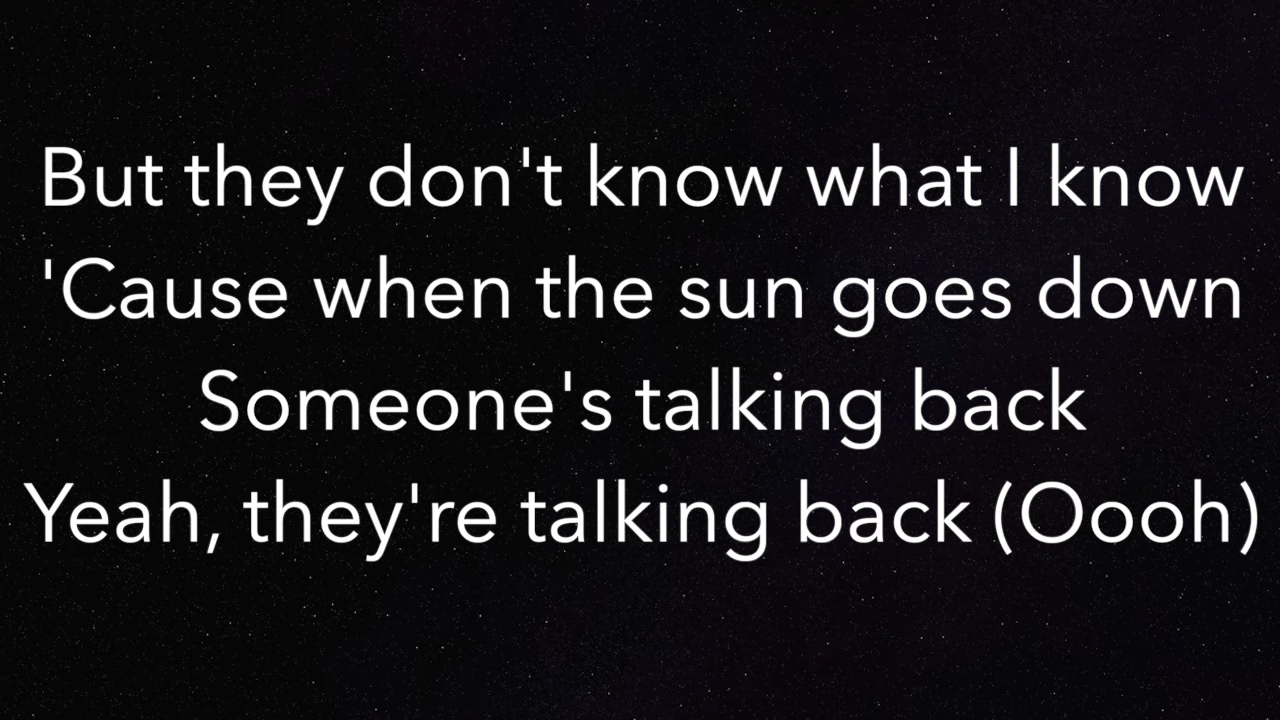 But they don't know what I know
'Cause when the sun goes down
Someone's talking back
Yeah, they're talking back (Oooh)